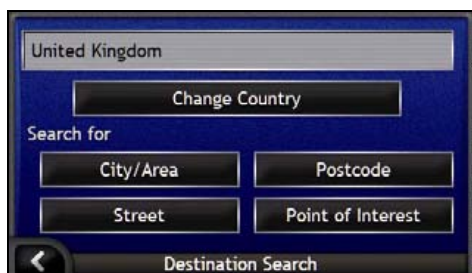 United Kingdom
Change Country
Search for
City/Area
Postcode
Street
Point of Interest
Destination Search